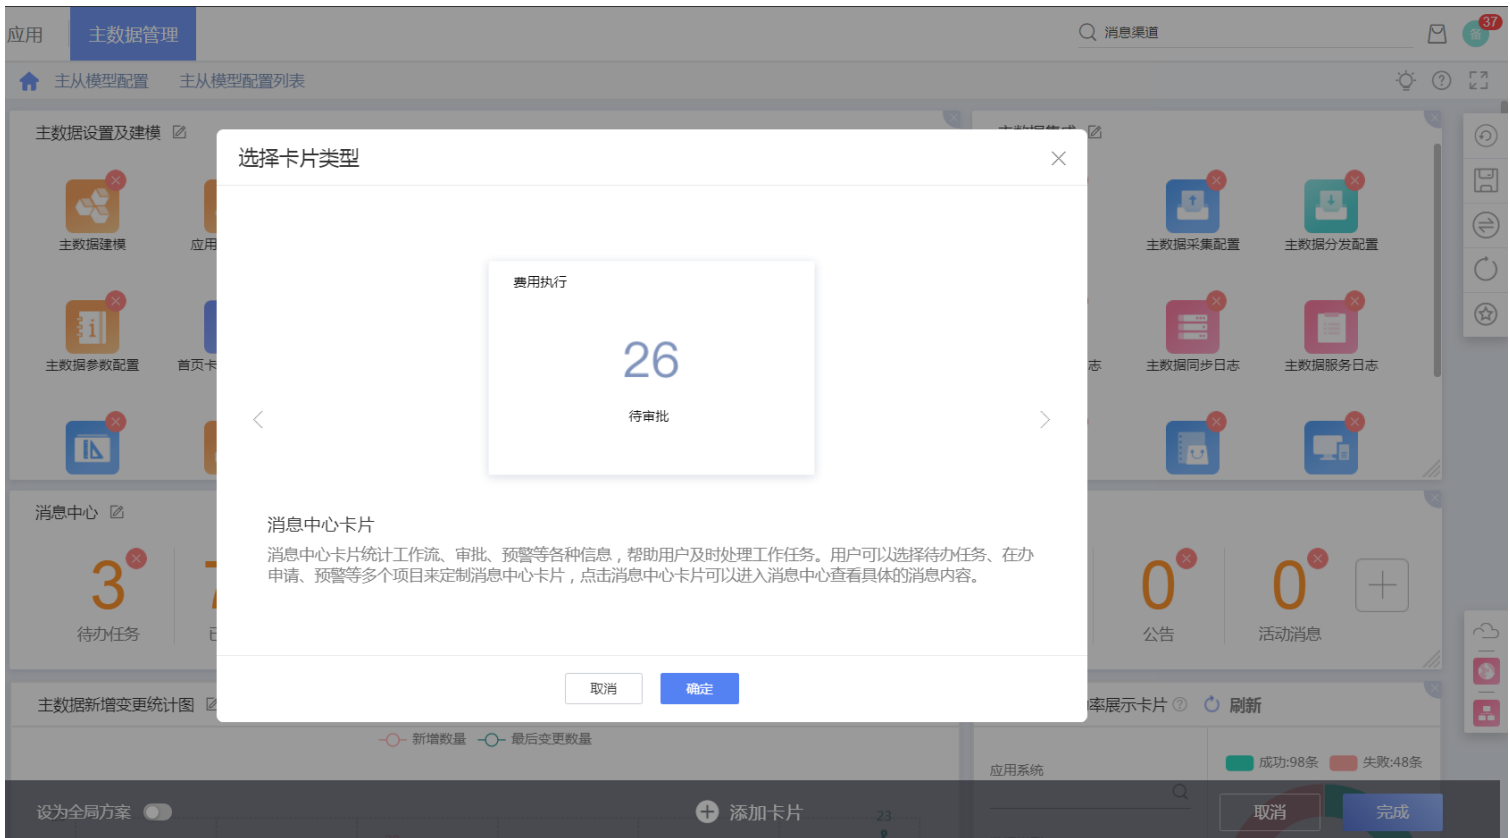 应用
主数据管理
消息渠道
37
主从模型配置
主从模型配置列表
主数据设置及建模
选择卡片类型
主数据建模
应用
主数据采集配置
主数据分发配置
费用执行
26
待审批
主数据参数配置
首页卡
志
主数据同步日志
主数据服务日志
消息中心
消息中心卡片
消息中心卡片统计工作流、审批、预警等各种信息，帮助用户及时处理工作任务。用户可以选择待办任务、在办
申请、预警等多个项目来定制消息中心卡片，点击消息中心卡片可以进入消息中心查看具体的消息内容。
3
待办任务
0
公告
0
活动消息
取消
确定
主数据新增变更统计图
率展示卡片
刷新
新增数量
最后变更数量
应用系统
成功:98条
失败:48条
设为全局方案
添加卡片
23
取消
完成